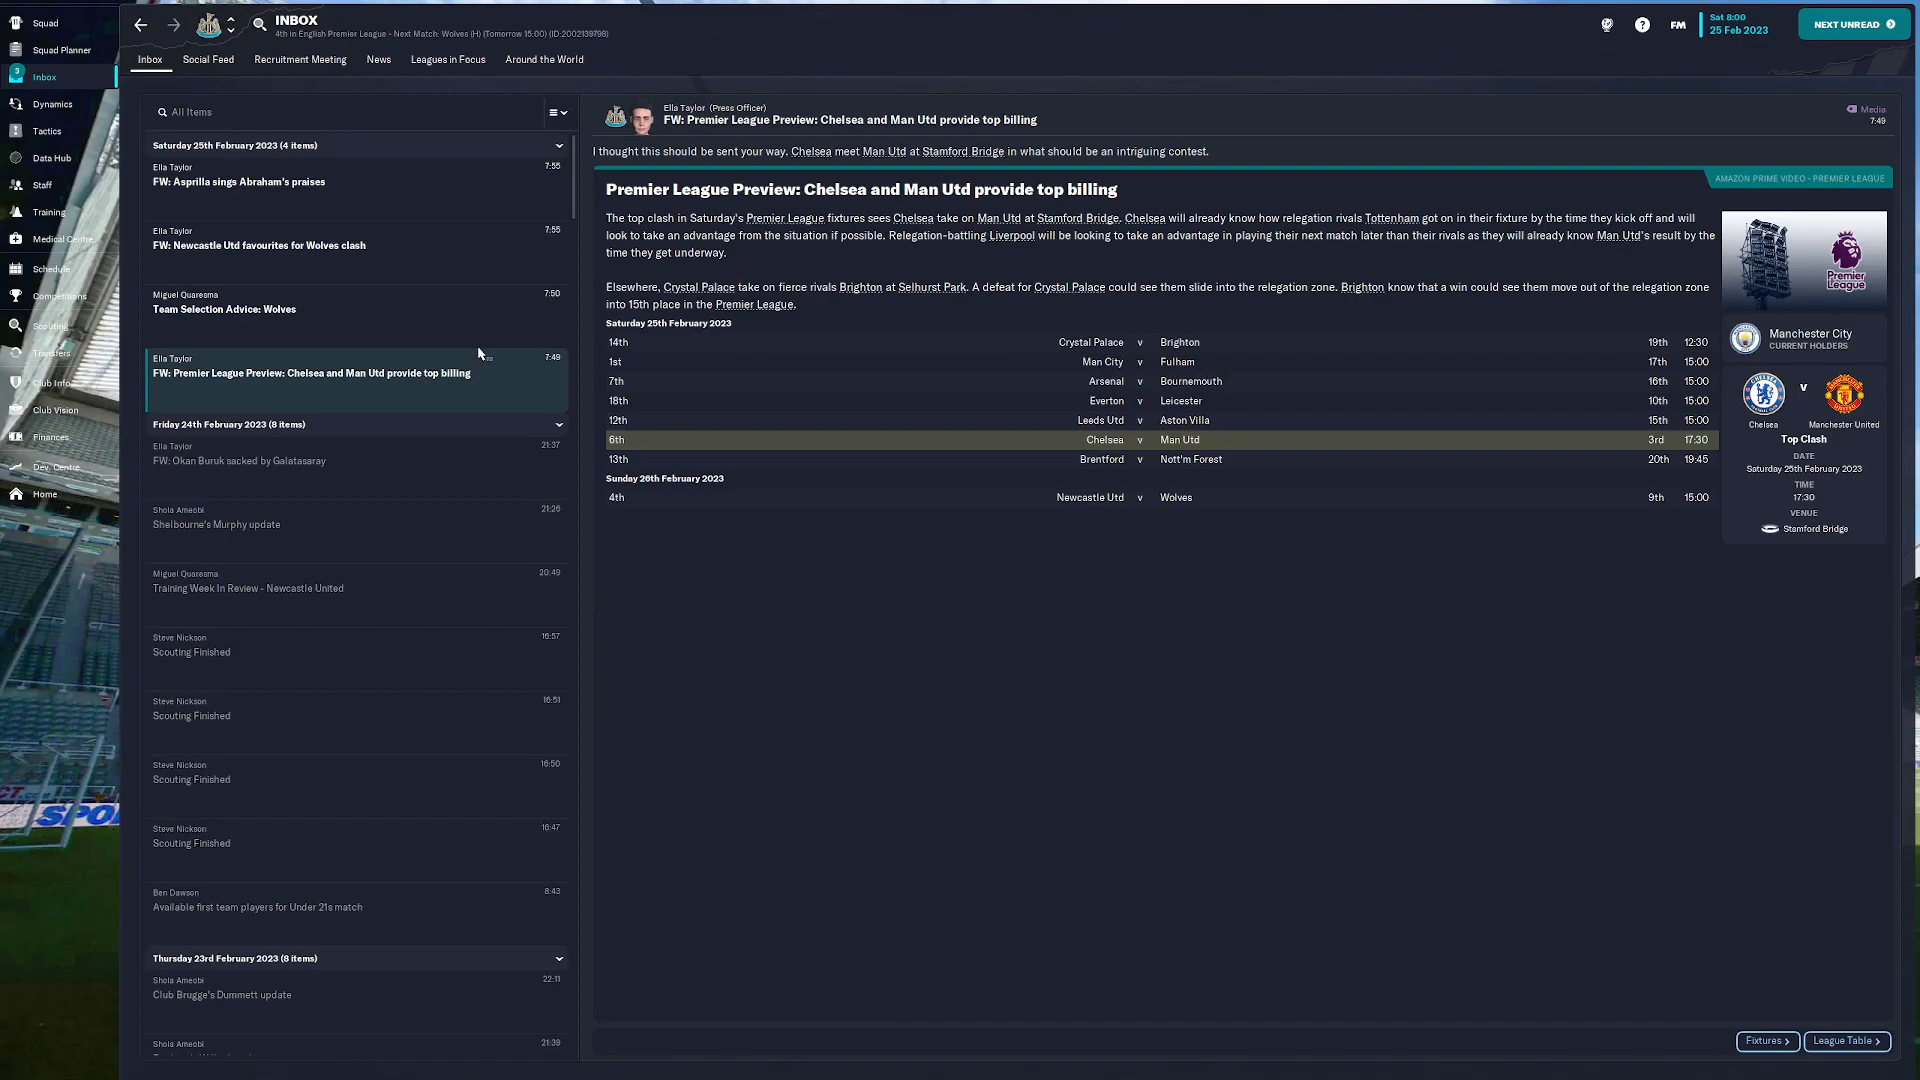 Squad
Squad Planner
3
Inbox
Dynamics
Tactics
Data Hub
Staff
Training
Medical Centre
Schedule
Competitions
Scouting
Transfers
Club Info
Club Vision
Finances
Dev. Centre
Home
INBOX
4th in English Premier League - Next Match: Wolves (H) (Tomorrow 15:00) (ID:2002139798)
FM
Sat 8:00
25 Feb 2023
NEXT UNREAD
Inbox
Social Feed
Recruitment Meeting
News
Leagues in Focus
Around the World
All Items
Saturday 25th February 2023 (4 items)
Ella Taylor 7:55
FW: Asprilla sings Abraham's praises
Ella Taylor 7:55
FW: Newcastle Utd favourites for Wolves clash
Miguel Quaresma 7:50
Team Selection Advice: Wolves
Ella Taylor 7:49
FW: Premier League Preview: Chelsea and Man Utd provide top billing
Friday 24th February 2023 (8 items)
Ella Taylor 21:37
FW: Okan Buruk sacked by Galatasaray
Shola Ameobi 21:26
Shelbourne's Murphy update
Miguel Quaresma 20:49
Training Week In Review - Newcastle United
Steve Nickson 16:57
Scouting Finished
Steve Nickson 16:51
Scouting Finished
Steve Nickson 16:50
Scouting Finished
Steve Nickson 16:47
Scouting Finished
Ben Dawson 8:43
Available first team players for Under 21s match
Thursday 23rd February 2023 (8 items)
Shola Ameobi 22:11
Club Brugge's Dummett update
Shola Ameobi 21:39
Ella Taylor (Press Officer)
FW: Premier League Preview: Chelsea and Man Utd provide top billing
Media
7:49
I thought this should be sent your way. Chelsea meet Man Utd at Stamford Bridge in what should be an intriguing contest.
AMAZON PRIME VIDEO - PREMIER LEAGUE
Premier League Preview: Chelsea and Man Utd provide top billing
The top clash in Saturday's Premier League fixtures sees Chelsea take on Man Utd at Stamford Bridge. Chelsea will already know how relegation rivals Tottenham got on in their fixture by the time they kick off and will
look to take an advantage from the situation if possible. Relegation-battling Liverpool will be looking to take an advantage in playing their next match later than their rivals as they will already know Man Utd's result by the
time they get underway.
Elsewhere, Crystal Palace take on fierce rivals Brighton at Selhurst Park. A defeat for Crystal Palace could see them slide into the relegation zone. Brighton know that a win could see them move out of the relegation zone
into 15th place in the Premier League.
Saturday 25th February 2023
14th Crystal Palace v Brighton 19th 12:30
1st Man City v Fulham 17th 15:00
7th Arsenal v Bournemouth 16th 15:00
18th Everton v Leicester 10th 15:00
12th Leeds Utd v Aston Villa 15th 15:00
6th Chelsea v Man Utd 3rd 17:30
13th Brentford v Nott'm Forest 20th 19:45
Sunday 26th February 2023
4th Newcastle Utd v Wolves 9th 15:00
Premier
League
Manchester City
CURRENT HOLDERS
v
Chelsea
Manchester United
Top Clash
DATE
Saturday 25th February 2023
TIME
17:30
VENUE
Stamford Bridge
Fixtures
League Table